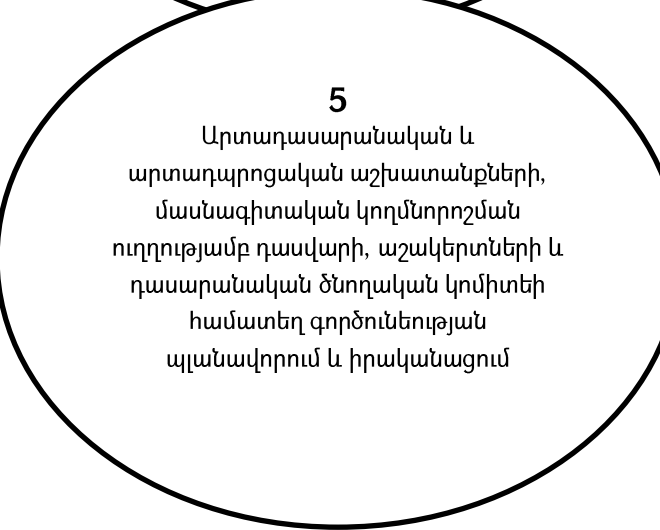 5
Արտադասարանական և
արտադպրոցական աշխատանքների,
մասնագիտական կողմնորոշման
ուղղությամբ դասվարի, աշակերտների և
դասարանական ծնողական կոմիտեի
համատեղ գործունեության
պլանավորում և իրականացում